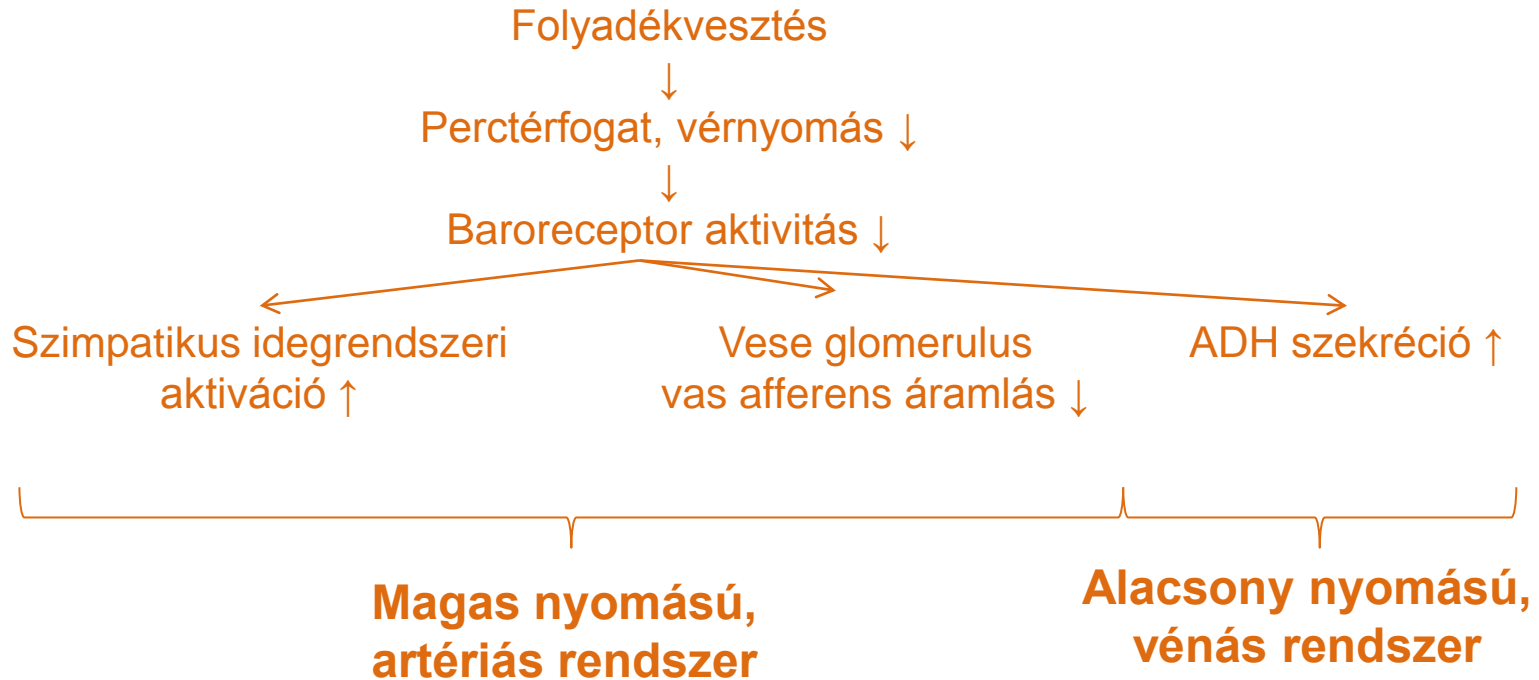 Folyadékvesztés
↓
Perctérfogat, vérnyomás ↓
↓
Baroreceptor aktivitás ↓
Szimpatikus idegrendszeri
aktiváció ↑
Vese glomerulus
vas afferens áramlás ↓
ADH szekréció ↑
Magas nyomású,
artériás rendszer
Alacsony nyomású,
vénás rendszer